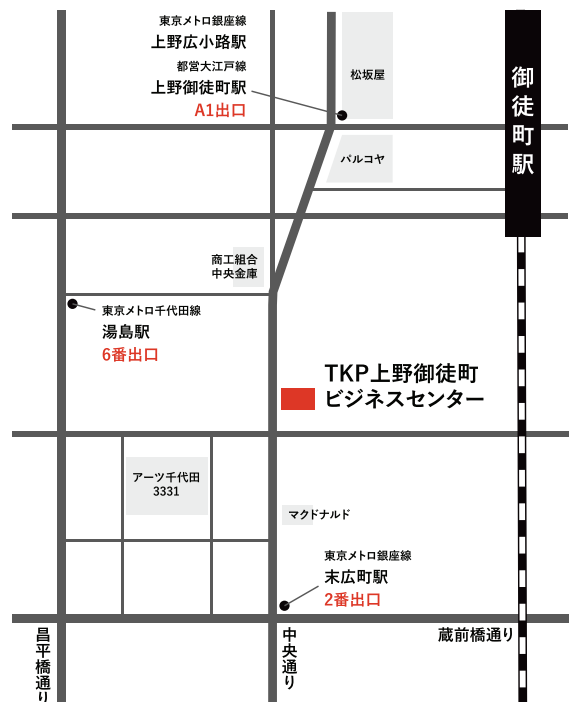 東京メトロ銀座線
上野広小路駅
都営大江戸線
上野御徒町駅
A1出口
松坂屋
御徒町駅
パルコヤ
商工組合
中央金庫
東京メトロ千代田線
湯島駅
6番出口
TKP上野御徒町
ビジネスセンター
アーツ千代田
3331
マクドナルド
東京メトロ銀座線
末広町駅
2番出口
昌平橋通り
中央通り
蔵前橋通り